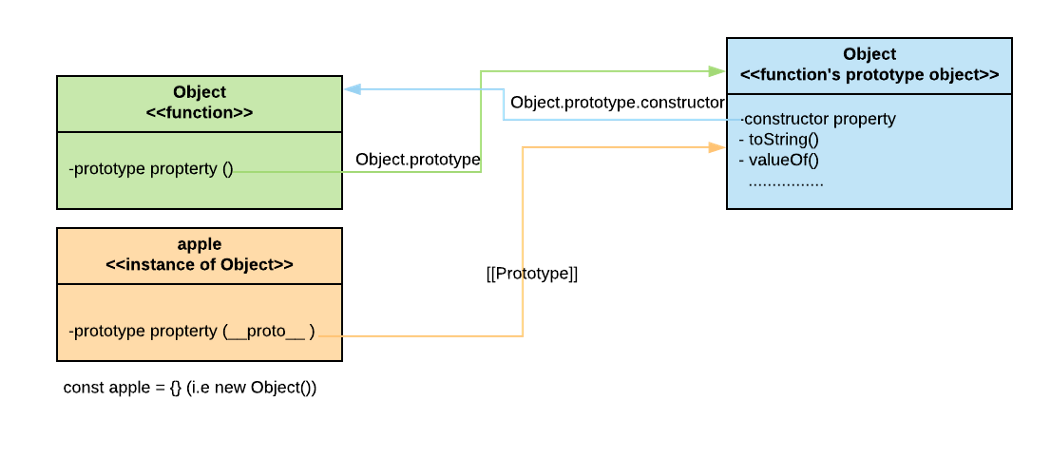 Object
<<function>>
-prototype propterty ()
Object.prototype
Object.prototype.constructor
Object
<<function's prototype object>>
-constructor property
- toString()
- valueOf()
................
apple
<<instance of Object>>
-prototype propterty (__proto__ )
[[Prototype]]
const apple = {} (i.e new Object())